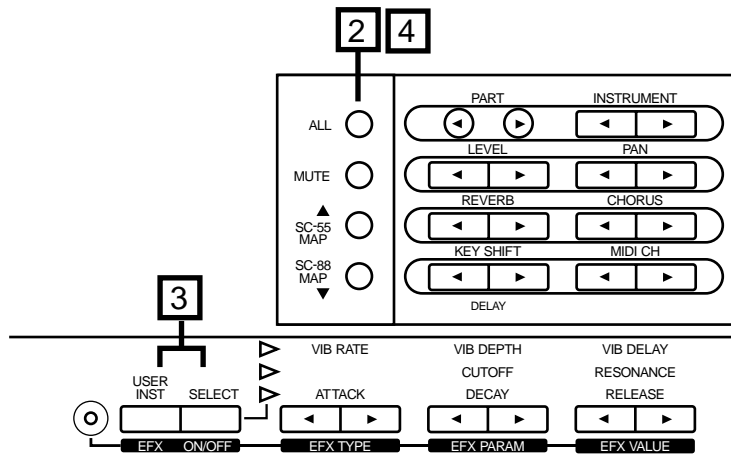 2 4
PART INSTRUMENT
ALL
LEVEL PAN
MUTE
REVERB CHORUS
SC-55
MAP
KEY SHIFT MIDI CH
SC-88
MAP
DELAY
3
VIB RATE VIB DEPTH VIB DELAY
CUTOFF RESONANCE
USER
INST SELECT ATTACK DECAY RELEASE
EFX ON/OFF EFX TYPE EFX PARAM EFX VALUE